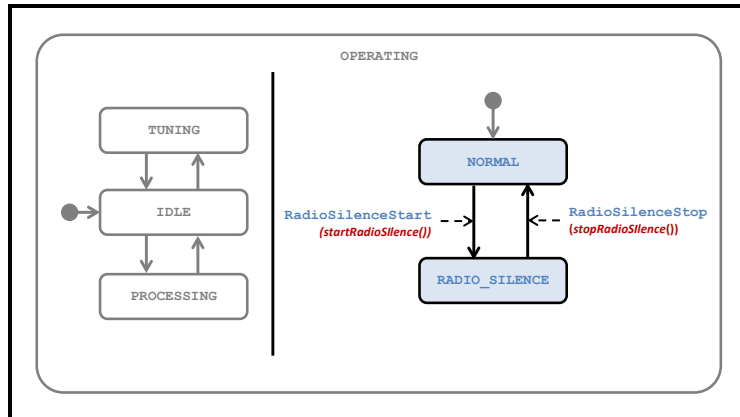 OPERATING
TUNING
IDLE
PROCESSING
NORMAL
RadioSilenceStart
(startRadioSIlence())
RadioSilenceStop
(stopRadioSIlence())
RADIO_SILENCE